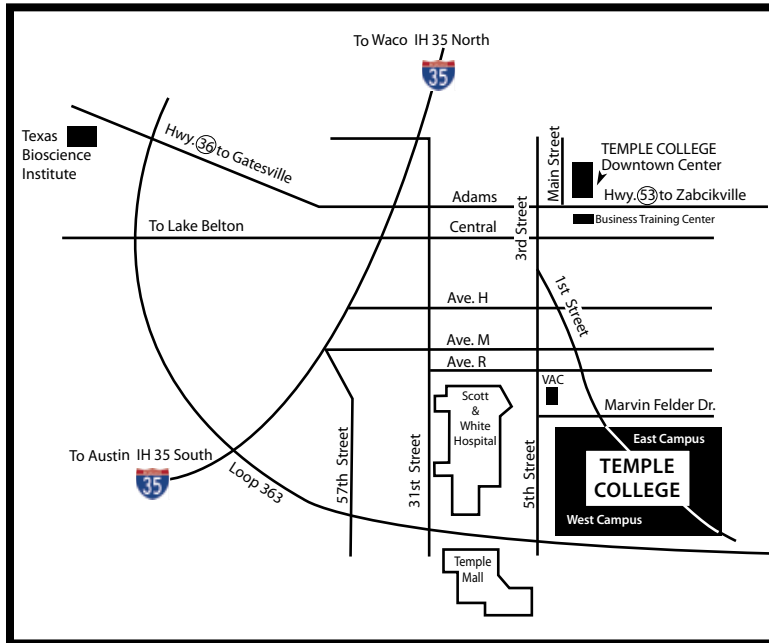 To Waco IH 35 North
35
Texas
Bioscience
Institute
Hwy. 36 to Gatesville
Main Street
TEMPLE COLLEGE
Downtown Center
Adams
Hwy. 53 to Zabcikville
3rd Street
Business Training Center
To Lake Belton
Central
1st Street
Ave. H
Ave. M
Ave. R
VAC
Scott
&
White
Hospital
Marvin Felder Dr.
To Austin IH 35 South
35
Loop 363
57th Street
31st Street
5th Street
East Campus
TEMPLE
COLLEGE
West Campus
Temple
Mall